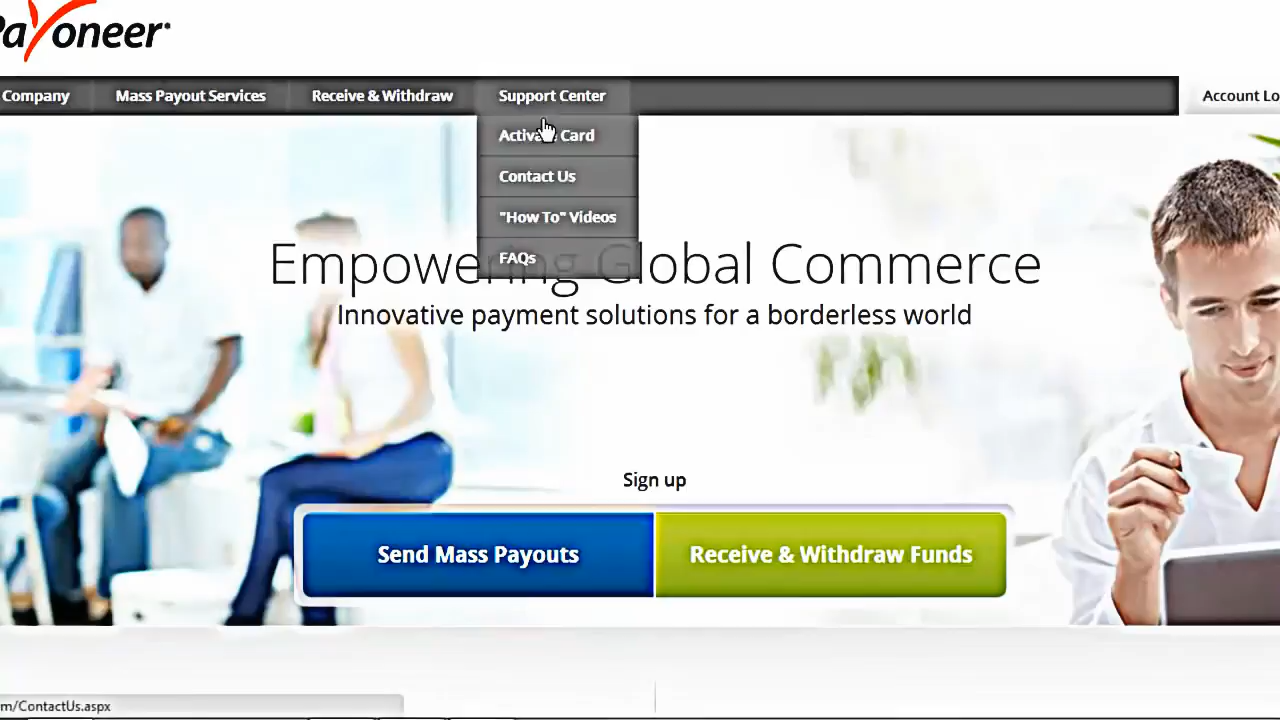 Payoneer
Company Mass Payout Services Receive & Withdraw Support Center Account Lo
Activate Card
Contact Us
"How To" Videos
FAQs
Empowering Global Commerce
Innovative payment solutions for a borderless world
Sign up
Send Mass Payouts Receive & Withdraw Funds
m/ContactUs.aspx